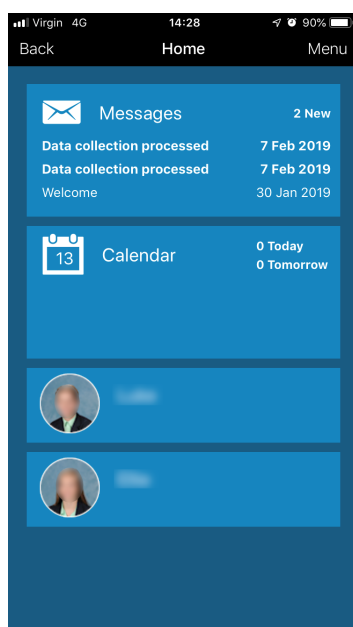 Virgin 4G 14:28 90%
Back Home Menu
Messages 2 New
Data collection processed 7 Feb 2019
Data collection processed 7 Feb 2019
Welcome 30 Jan 2019
13 Calendar 0 Today
0 Tomorrow